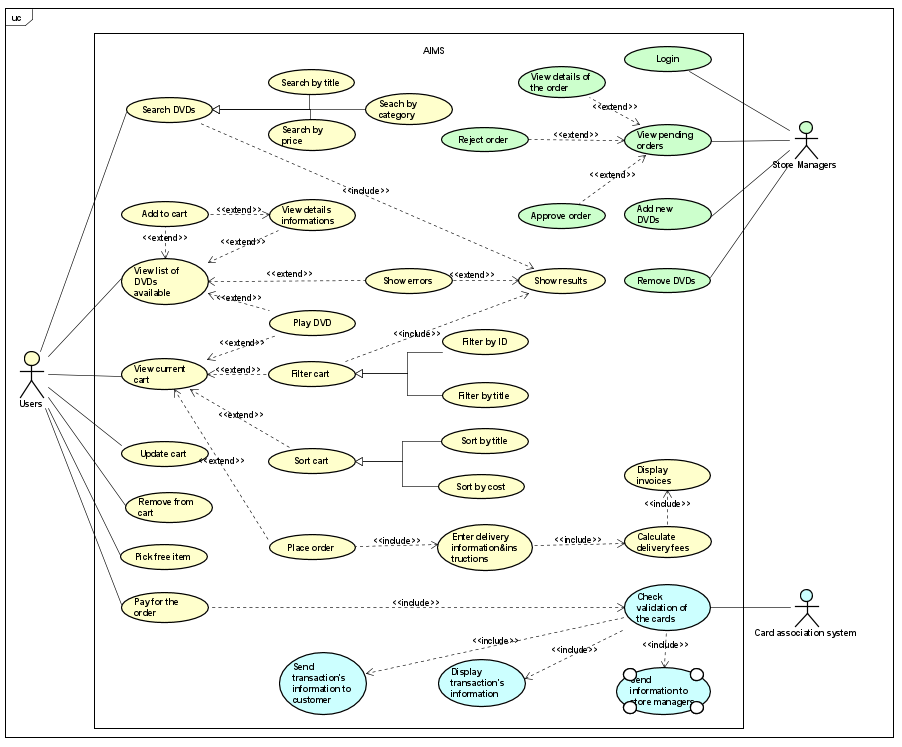 uc
AIMS
Login
Search by title
View details of
the order
Search DVDs
Seach by
category
<<extend>>
Search by
price
Reject order
<<extend>>
View pending
orders
Store Managers
<<extend>>
<<include>>
Add to cart
<<extend>>
View details
informations
Approve order
Add new
DVDs
<<extend>>
<<extend>>
View list of
DVDs
available
<<extend>>
Show errors
<<extend>>
Show results
Remove DVDs
<<extend>>
Play DVD
<<include>>
<<extend>>
Filter by ID
View current
cart
<<extend>>
Filter cart
Users
Filter by title
<<extend>>
Sort by title
Update cart
<<extend>>
Sort cart
Display
invoices
Sort by cost
Remove from
cart
<<include>>
Place order
<<include>>
Enter delivery
information&ins
tructions
<<include>>
Calculate
delivery fees
Pick free item
Pay for the
order
<<include>>
Check
validation of
the cards
Card association system
<<include>>
<<include>>
<<include>>
Send
transaction's
information to
customer
Display
transaction's
information
Send
information to
store managers